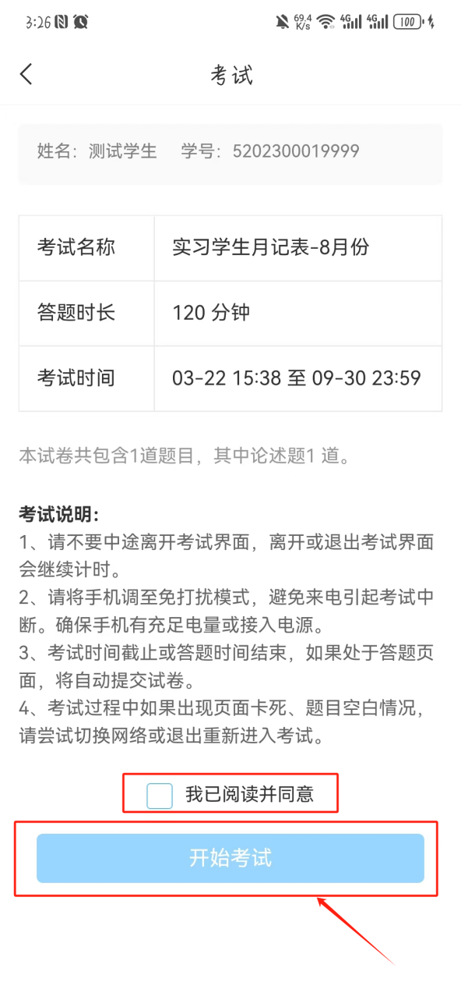 3:26
69.4 K/s 4G 4G 100
考试
姓名：测试学生 学号：5202300019999
考试名称 实习学生月记表-8月份
答题时长 120 分钟
考试时间 03-22 15:38 至 09-30 23:59
本试卷共包含1道题目，其中论述题1 道。
考试说明：
1、请不要中途离开考试界面，离开或退出考试界面
会继续计时。
2、请将手机调至免打扰模式，避免来电引起考试中
断。确保手机有充足电量或接入电源。
3、考试时间截止或答题时间结束，如果处于答题页
面，将自动提交试卷。
4、考试过程中如果出现页面卡死、题目空白情况，
请尝试切换网络或退出重新进入考试。
我已阅读并同意
开始考试